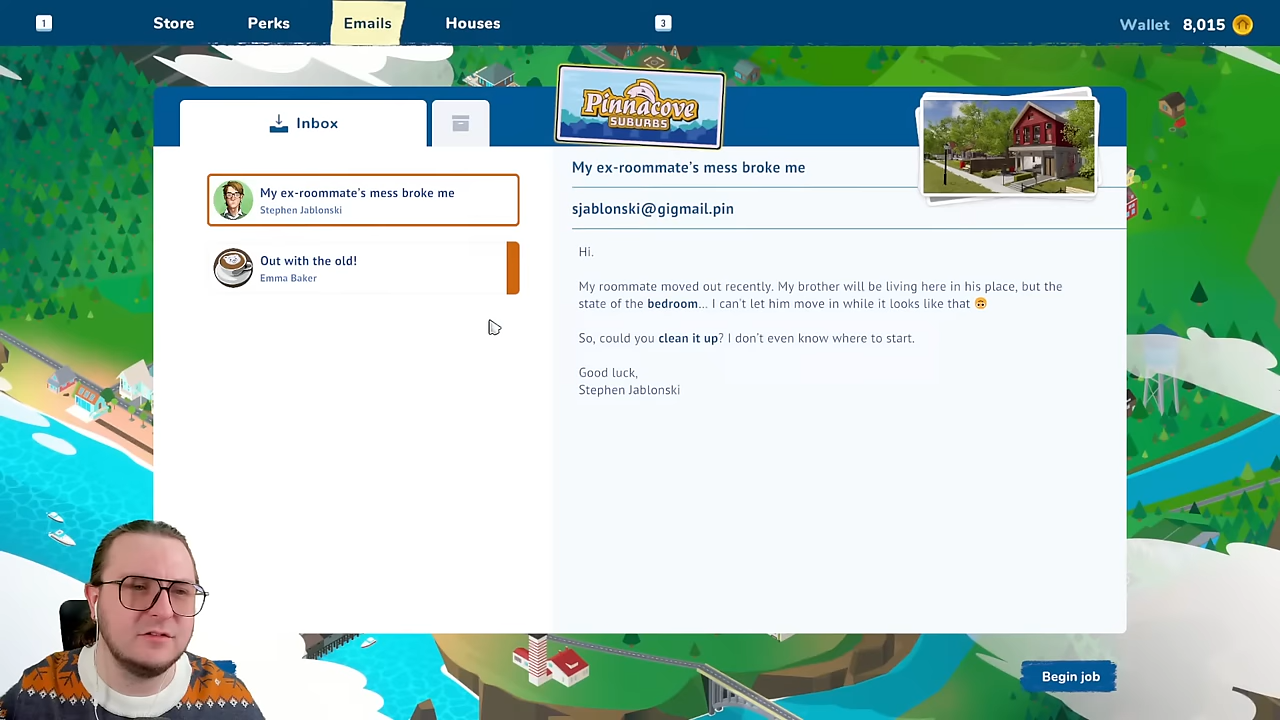 1
Store
Perks
Emails
Houses
3
Wallet 8,015
Inbox
Pinnacove
SUBURBS
My ex-roommate's mess broke me
Stephen Jablonski
Out with the old!
Emma Baker
My ex-roommate's mess broke me
sjablonski@gigmail.pin
Hi.
My roommate moved out recently. My brother will be living here in his place, but the
state of the bedroom... I can't let him move in while it looks like that 🙃
So, could you clean it up? I don't even know where to start.
Good luck,
Stephen Jablonski
Begin job